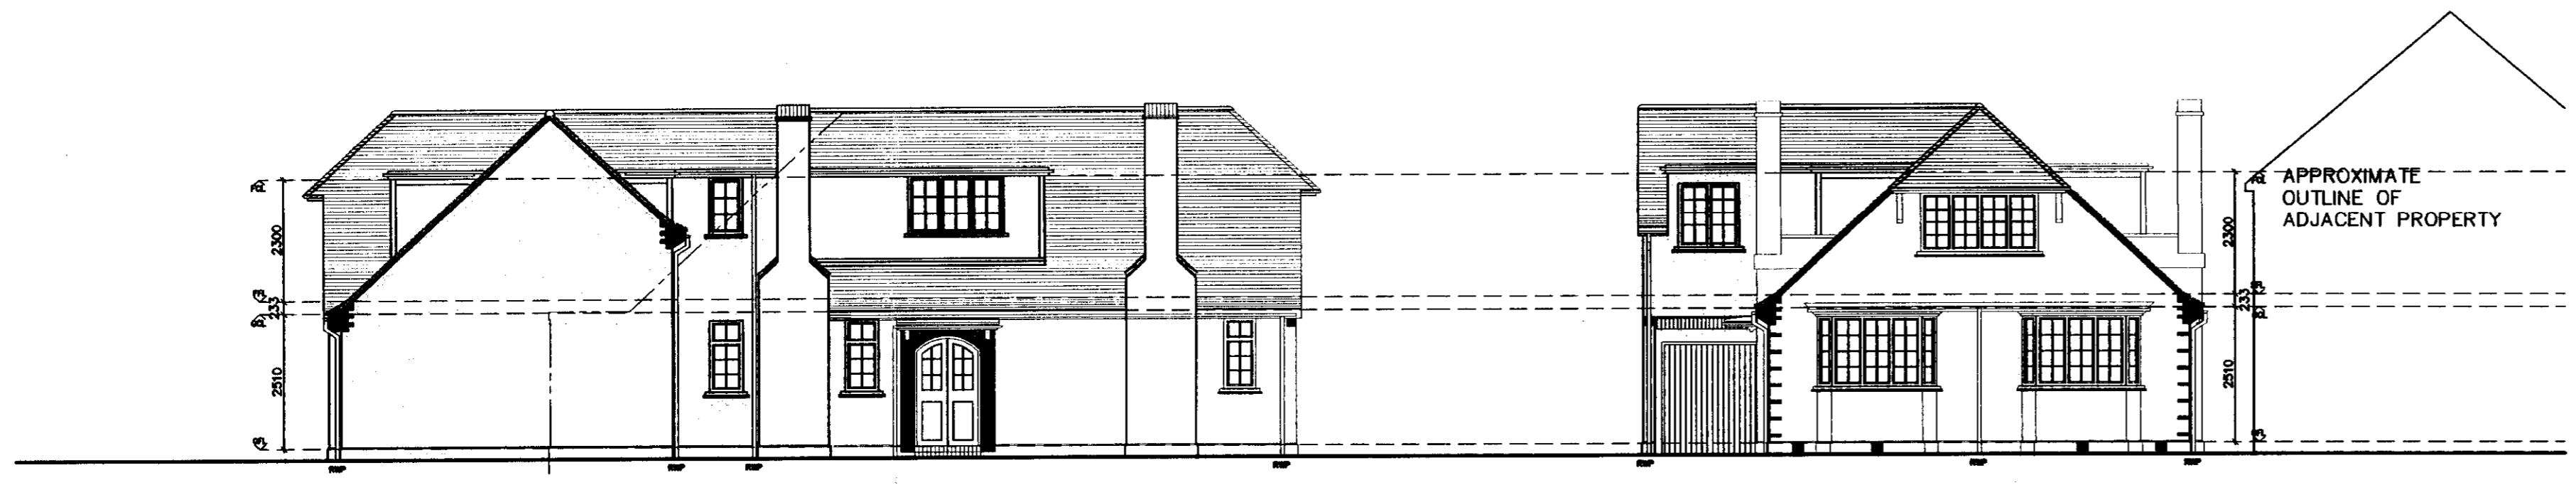 2300
233
2510
RWP
RWP
RWP
RWP
RWP
RWP
RWP
APPROXIMATE
OUTLINE OF
ADJACENT PROPERTY
2300
233
2510